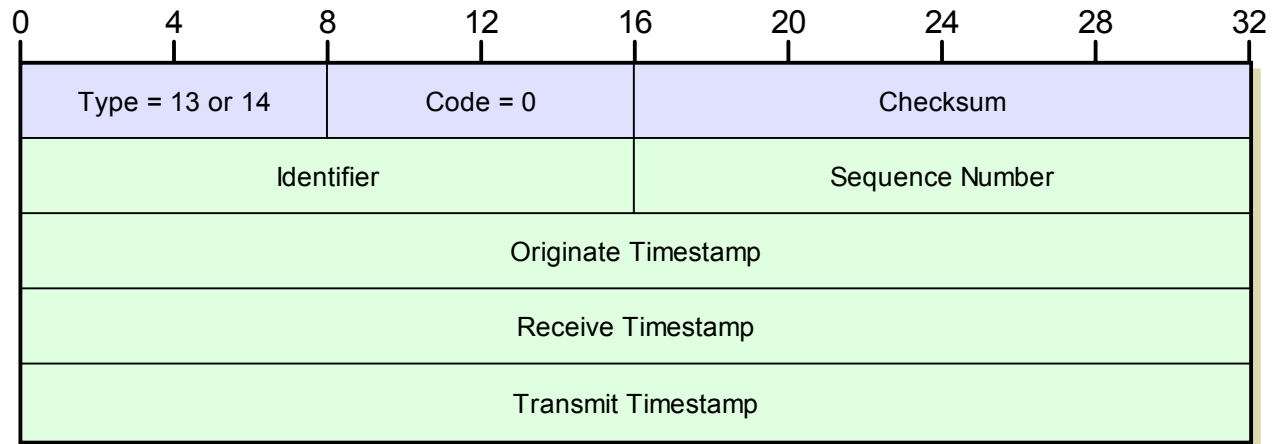 0 4 8 12 16 20 24 28 32
Type = 13 or 14 Code = 0 Checksum
Identifier Sequence Number
Originate Timestamp
Receive Timestamp
Transmit Timestamp